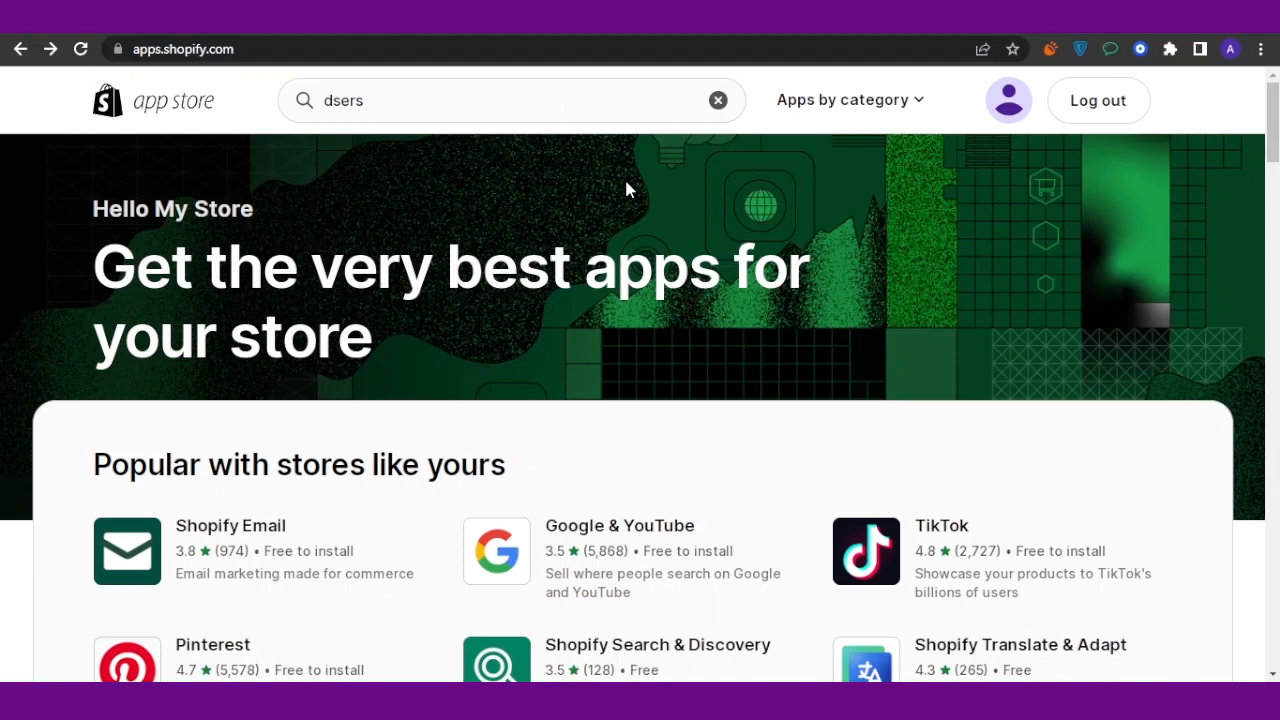 apps.shopify.com
A
app store
dsers
Apps by category
Log out
Hello My Store
Get the very best apps for
your store
Popular with stores like yours
Shopify Email
3.8 ★ (974) • Free to install
Email marketing made for commerce
Google & YouTube
3.5 ★ (5,868) • Free to install
Sell where people search on Google
and YouTube
TikTok
4.8 ★ (2,727) • Free to install
Showcase your products to TikTok's
billions of users
Pinterest
4.7 ★ (5,578) • Free to install
Shopify Search & Discovery
3.5 ★ (128) • Free
Shopify Translate & Adapt
4.3 ★ (265) • Free